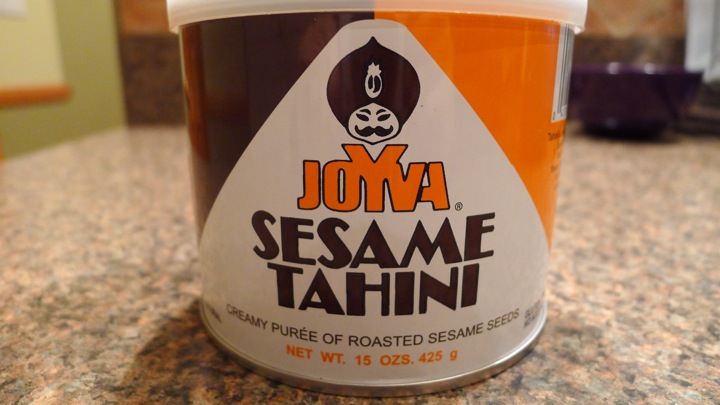 JOYVA®
SESAME
TAHINI
CREAMY PURÉE OF ROASTED SESAME SEEDS
NET WT. 15 OZS. 425 g